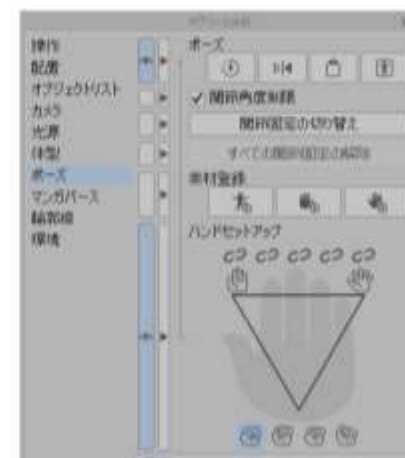 操作
配置
オブジェクトリスト
カメラ
光源
体型
ポーズ
マンガパース
輪郭線
環境
ポーズ
関節角度制限
関節固定の切り替え
すべての関節固定の解除
素材登録
ハンドセットアップ